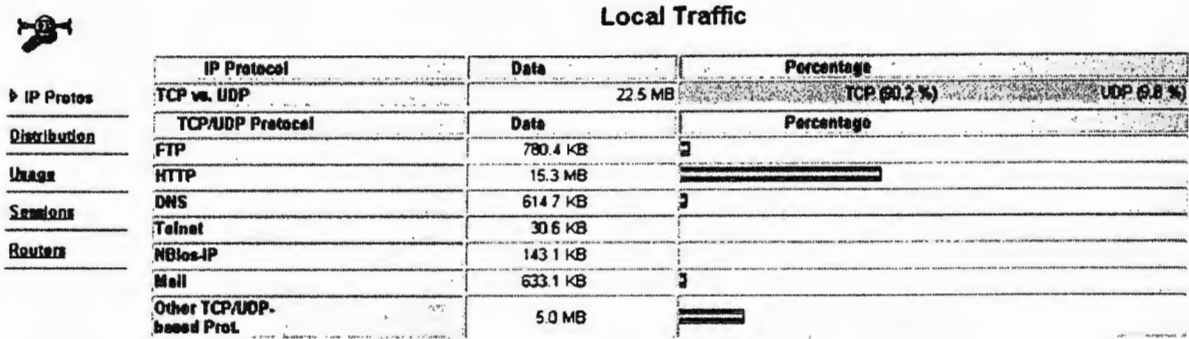 Local Traffic
IP Protos
Distribution
Usage
Sessions
Routers
IP Protocol Data Percentage
TCP vs. UDP 22.5 MB TCP (90.2 %) UDP (9.8 %)
TCP/UDP Protocol Data Percentage
FTP 780.4 KB
HTTP 15.3 MB
DNS 614.7 KB
Telnet 30.6 KB
NBios-IP 143.1 KB
Mail 633.1 KB
Other TCP/UDP-
based Prot. 5.0 MB